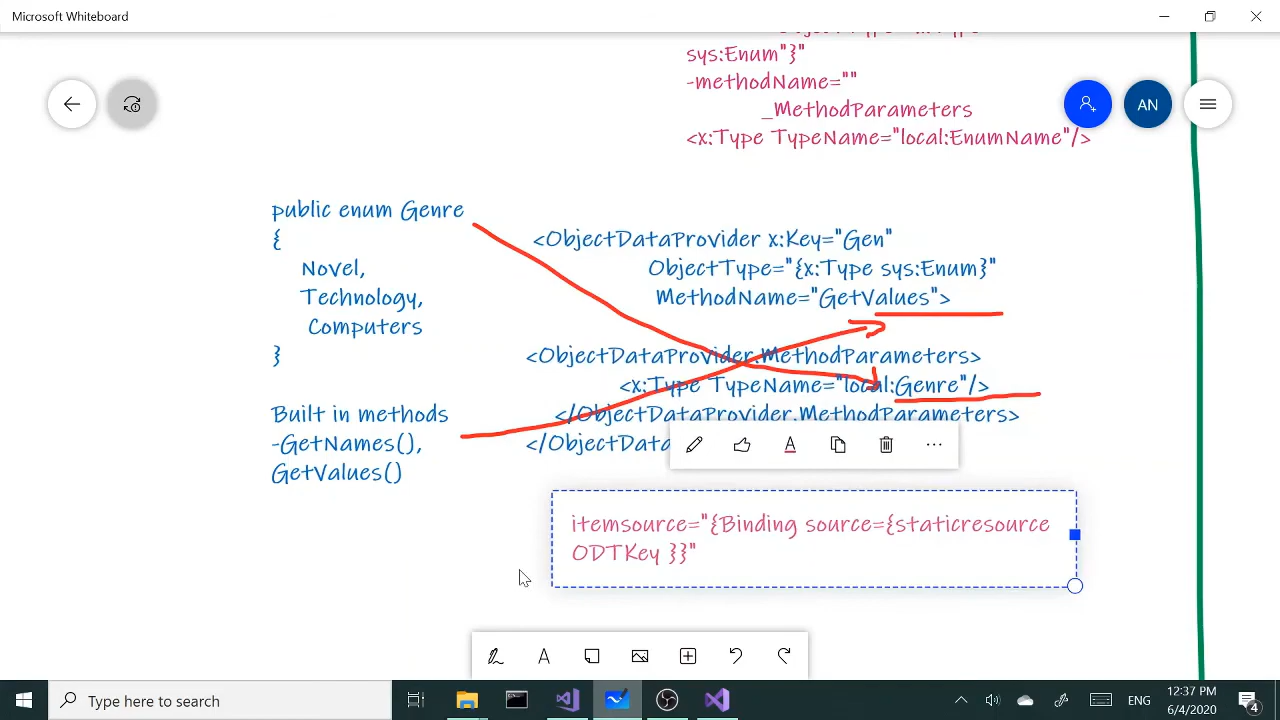 Microsoft Whiteboard
sys:Enum"}"
-methodName=""
_MethodParameters
<x:Type TypeName="local:EnumName"/>
AN
public enum Genre
{
Novel,
Technology,
Computers
}
Built in methods
-GetNames(),
GetValues()
<ObjectDataProvider x:Key="Gen"
ObjectType="{x:Type sys:Enum}"
MethodName="GetValues">
<ObjectDataProvider.MethodParameters>
<x:Type TypeName="local:Genre"/>
</ObjectDataProvider.MethodParameters>
</ObjectData
itemsource="{Binding source={staticresource
ODTKey }}"
Type here to search
ENG
12:37 PM
6/4/2020
4